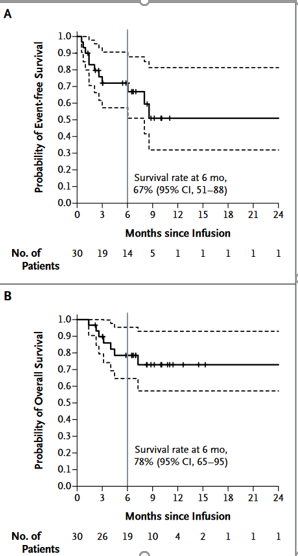 A
Probability of Event-free Survival
1.0
0.9
0.8
0.7
0.6
0.5
0.4
0.3
0.2
0.1
0.0
Survival rate at 6 mo,
67% (95% CI, 51–88)
0 3 6 9 12 15 18 21 24
Months since Infusion
No. of
Patients
30 19 14 5 1 1 1 1 1
B
Probability of Overall Survival
1.0
0.9
0.8
0.7
0.6
0.5
0.4
0.3
0.2
0.1
0.0
Survival rate at 6 mo,
78% (95% CI, 65–95)
0 3 6 9 12 15 18 21 24
Months since Infusion
No. of
Patients
30 26 19 10 4 2 1 1 1